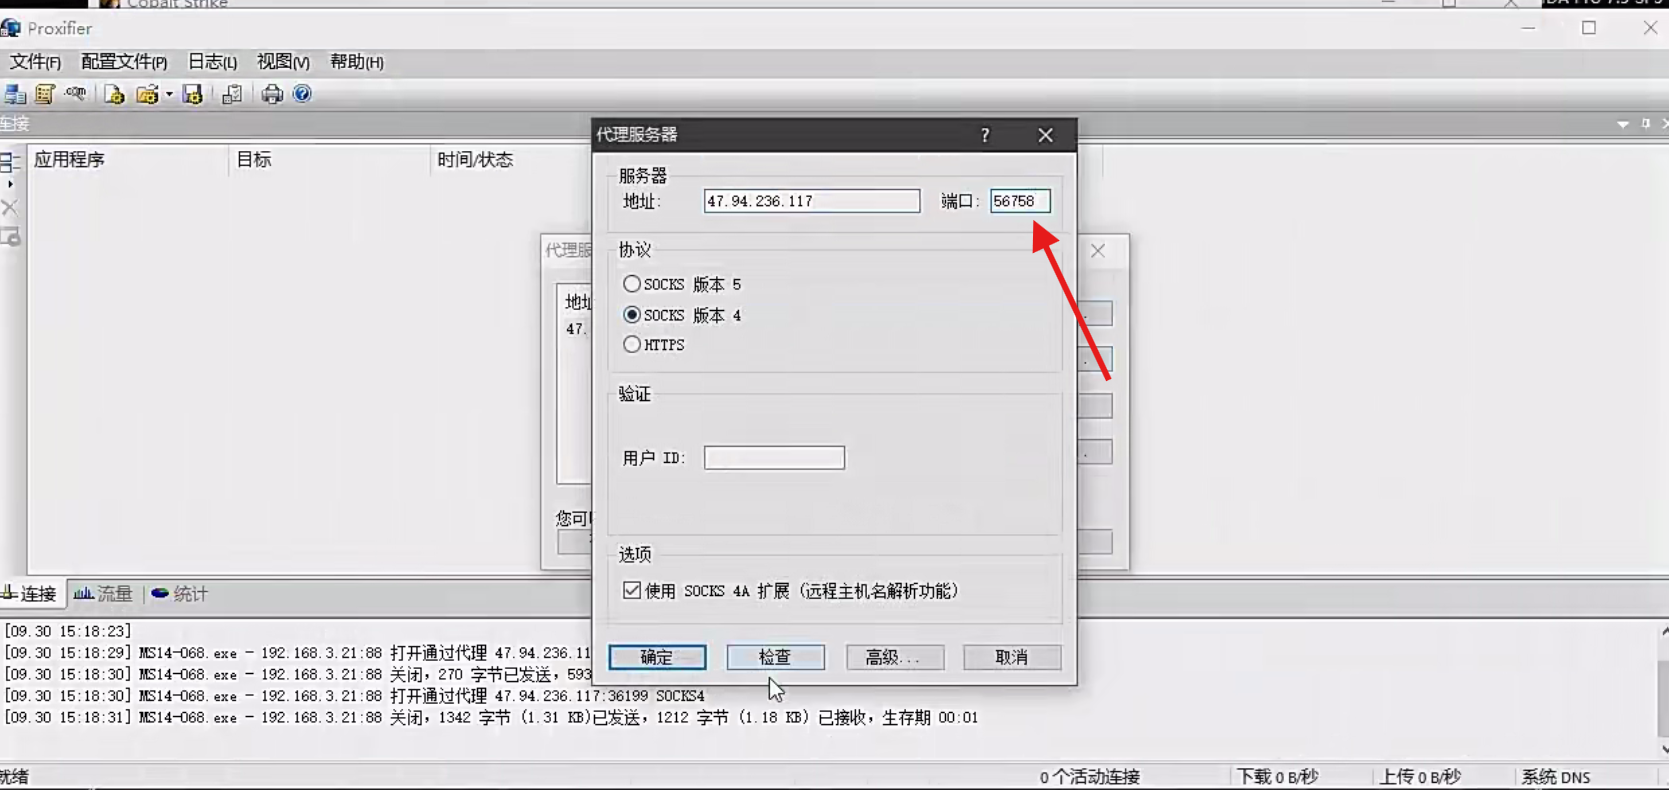 Cobalt Strike
Proxifier
文件(F) 配置文件(P) 日志(L) 视图(V) 帮助(H)
连接
应用程序 目标 时间/状态
代理服务器 ?
服务器
地址: 47.94.236.117 端口: 56758
协议
SOCKS 版本 5
SOCKS 版本 4
HTTPS
验证
用户 ID:
选项
使用 SOCKS 4A 扩展 (远程主机名解析功能)
确定 检查 高级... 取消
代理服
地址
47.
您可
连接 流量 统计
[09.30 15:18:23]
[09.30 15:18:29] MS14-068.exe - 192.168.3.21:88 打开通过代理 47.94.236.11
[09.30 15:18:30] MS14-068.exe - 192.168.3.21:88 关闭，270 字节已发送，593
[09.30 15:18:30] MS14-068.exe - 192.168.3.21:88 打开通过代理 47.94.236.117:36199 SOCKS4
[09.30 15:18:31] MS14-068.exe - 192.168.3.21:88 关闭，1342 字节 (1.31 KB)已发送，1212 字节 (1.18 KB) 已接收，生存期 00:01
就绪 0 个活动连接 下载 0 B/秒 上传 0 B/秒 系统 DNS